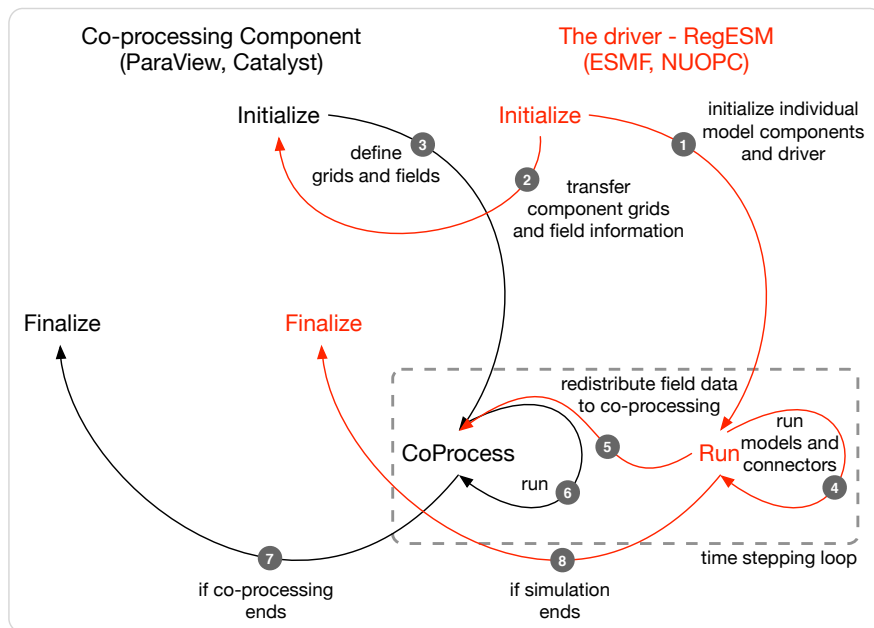 Co-processing Component
(ParaView, Catalyst)
The driver - RegESM
(ESMF, NUOPC)
Initialize
Initialize
initialize individual
model components
and driver
1
3
define
grids and fields
2
transfer
component grids
and field information
Finalize
Finalize
redistribute field data
to co-processing
CoProcess
5
Run
run
models and
connectors
4
run
6
time stepping loop
7
if co-processing
ends
8
if simulation
ends